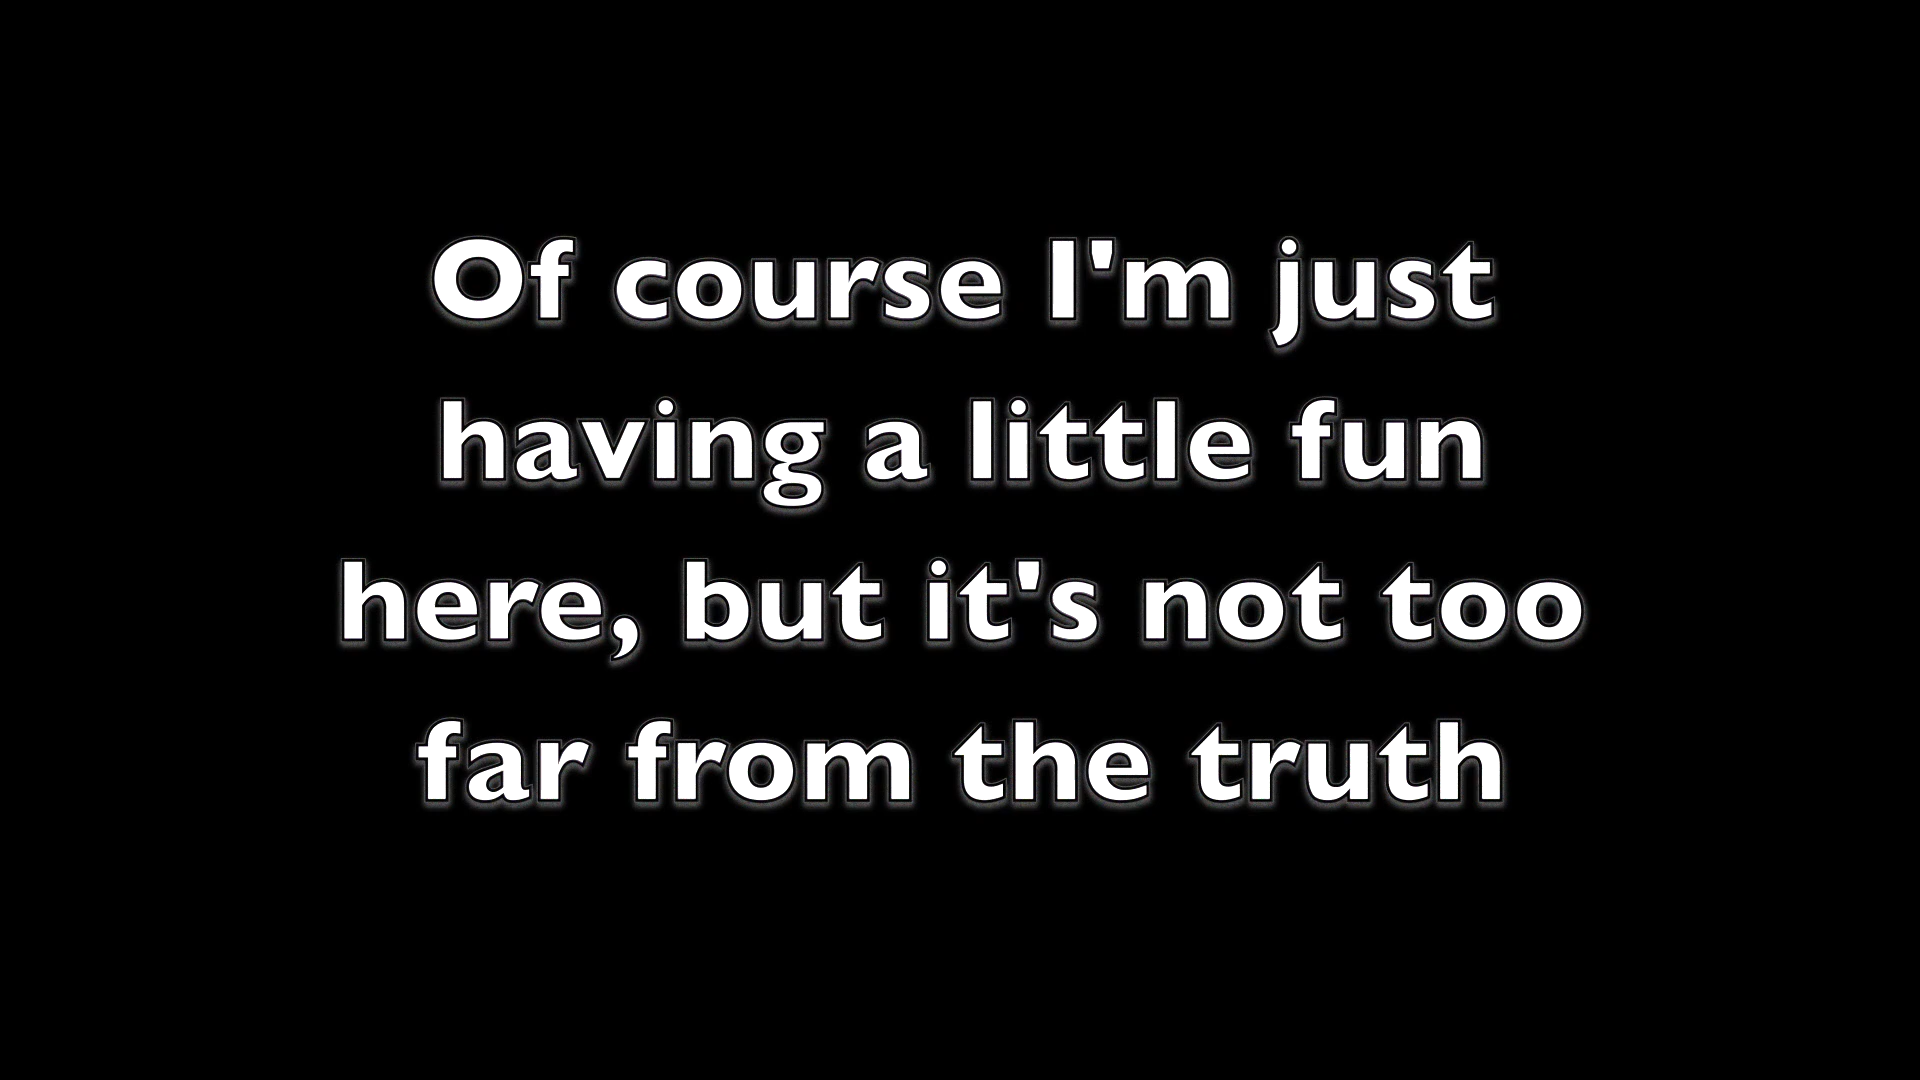 Of course I'm just
having a little fun
here, but it's not too
far from the truth